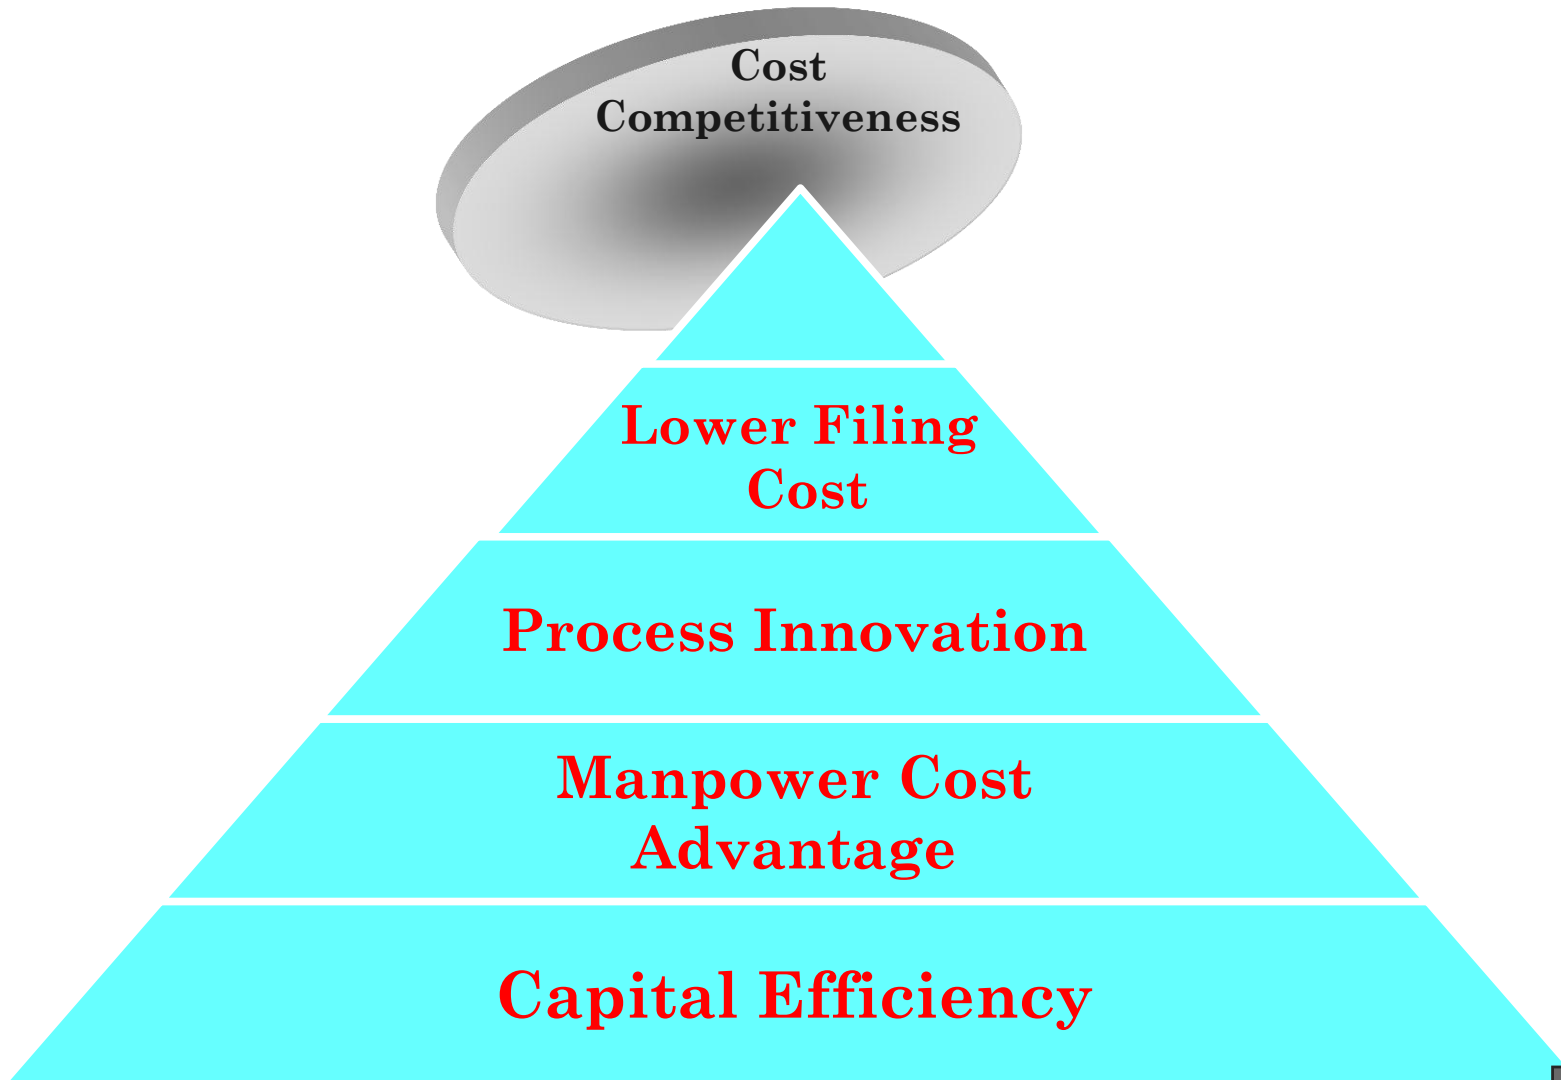 Cost
Competitiveness
Lower Filing
Cost
Process Innovation
Manpower Cost
Advantage
Capital Efficiency